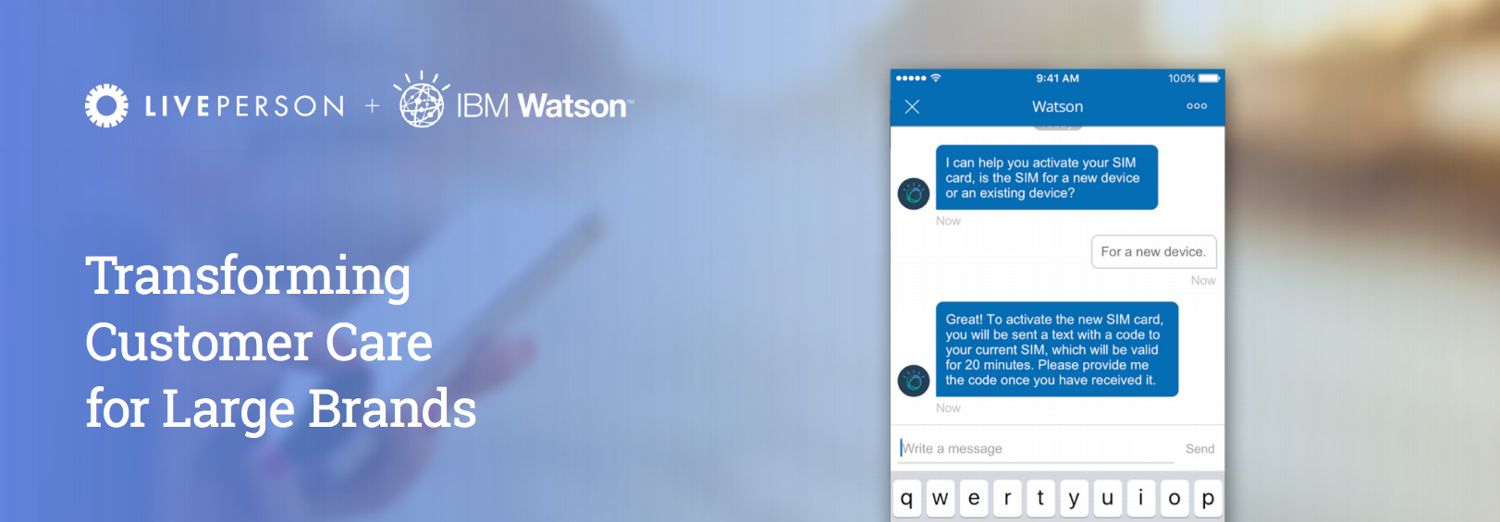 LIVEPERSON + IBM Watson™
Transforming
Customer Care
for Large Brands
9:41 AM 100%
Watson
I can help you activate your SIM
card, is the SIM for a new device
or an existing device?
Now
For a new device.
Now
Great! To activate the new SIM card,
you will be sent a text with a code to
your current SIM, which will be valid
for 20 minutes. Please provide me
the code once you have received it.
Now
Write a message Send
q w e r t y u i o p